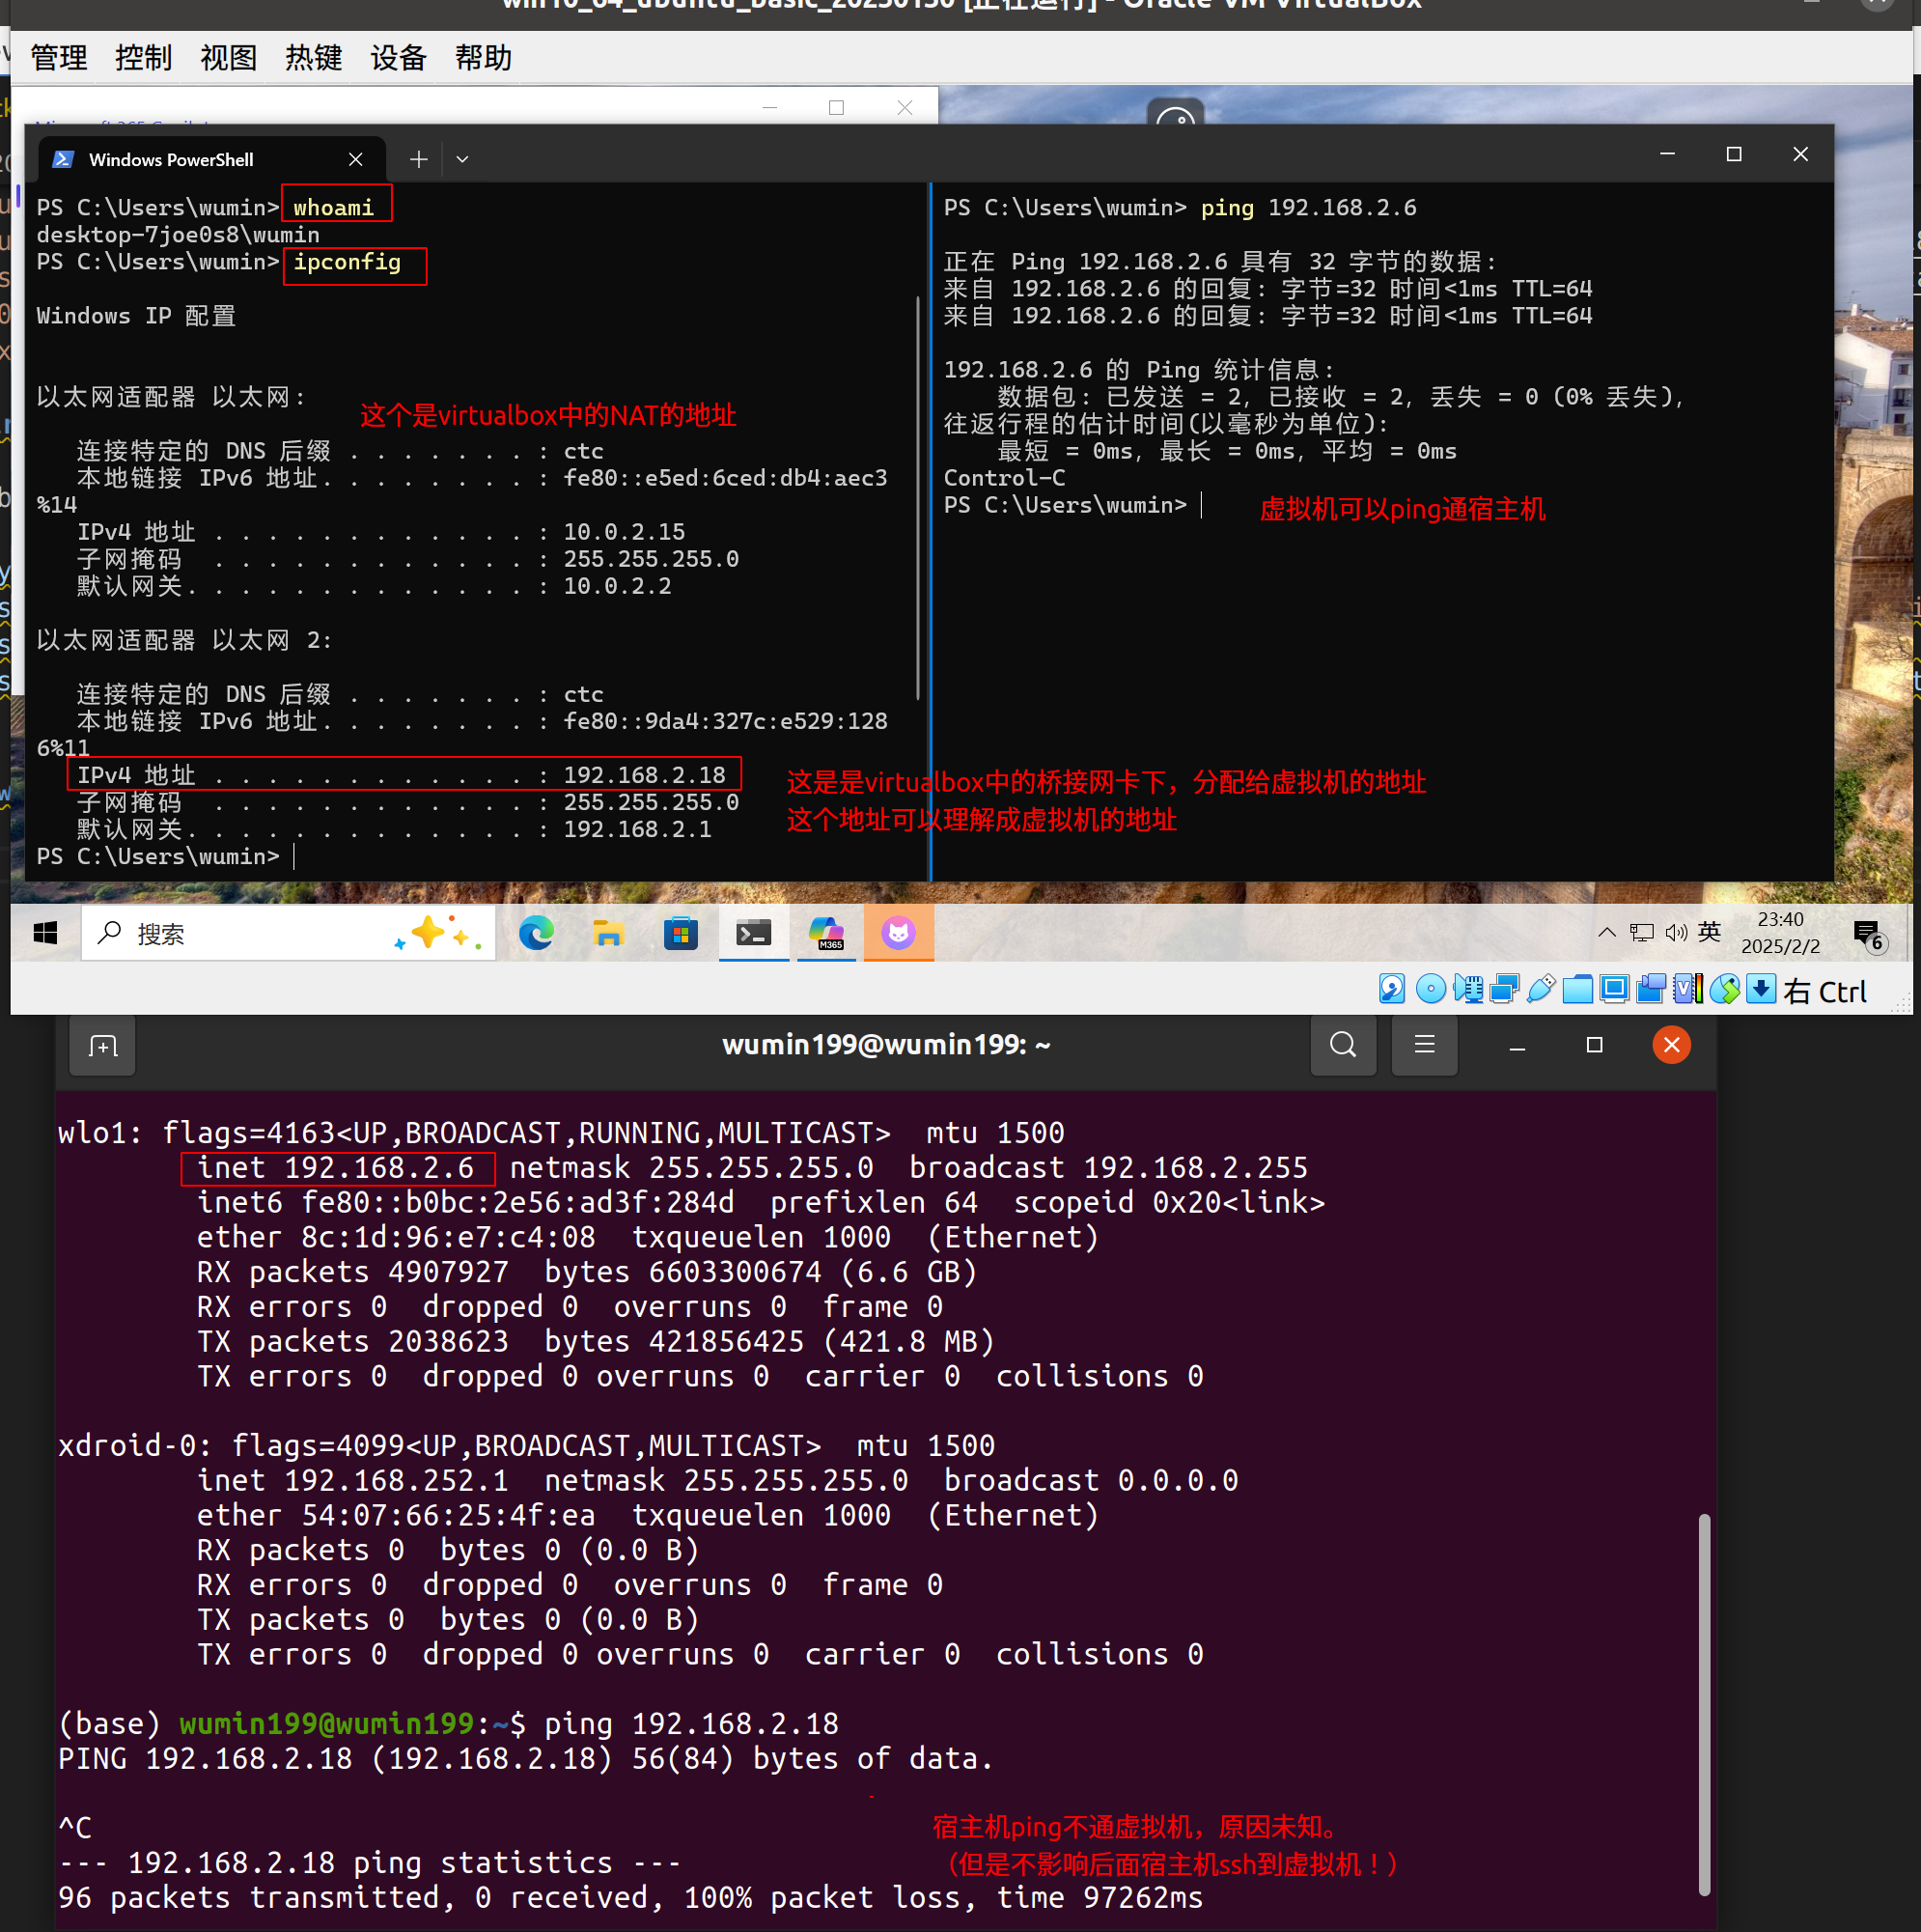 管理 控制 视图 热键 设备 帮助
Windows PowerShell
PS C:\Users\wumin> whoami
desktop-7joe0s8\wumin
PS C:\Users\wumin> ipconfig
Windows IP 配置
以太网适配器 以太网:
这个是virtualbox中的NAT的地址
连接特定的 DNS 后缀 . . . . . . . : ctc
本地链接 IPv6 地址. . . . . . . . : fe80::e5ed:6ced:db4:aec3
%14
IPv4 地址 . . . . . . . . . . . . : 10.0.2.15
子网掩码  . . . . . . . . . . . . : 255.255.255.0
默认网关. . . . . . . . . . . . . : 10.0.2.2
以太网适配器 以太网 2:
连接特定的 DNS 后缀 . . . . . . . : ctc
本地链接 IPv6 地址. . . . . . . . : fe80::9da4:327c:e529:128
6%11
IPv4 地址 . . . . . . . . . . . . : 192.168.2.18
子网掩码  . . . . . . . . . . . . : 255.255.255.0
默认网关. . . . . . . . . . . . . : 192.168.2.1
PS C:\Users\wumin>
这是是virtualbox中的桥接网卡下，分配给虚拟机的地址
这个地址可以理解成虚拟机的地址
PS C:\Users\wumin> ping 192.168.2.6
正在 Ping 192.168.2.6 具有 32 字节的数据:
来自 192.168.2.6 的回复: 字节=32 时间<1ms TTL=64
来自 192.168.2.6 的回复: 字节=32 时间<1ms TTL=64
192.168.2.6 的 Ping 统计信息:
数据包: 已发送 = 2，已接收 = 2，丢失 = 0 (0% 丢失)，
往返行程的估计时间(以毫秒为单位):
最短 = 0ms，最长 = 0ms，平均 = 0ms
Control-C
PS C:\Users\wumin>
虚拟机可以ping通宿主机
搜索
M365
英
23:40
2025/2/2
6
右 Ctrl
wumin199@wumin199: ~
wlo1: flags=4163<UP,BROADCAST,RUNNING,MULTICAST>  mtu 1500
inet 192.168.2.6  netmask 255.255.255.0  broadcast 192.168.2.255
inet6 fe80::b0bc:2e56:ad3f:284d  prefixlen 64  scopeid 0x20<link>
ether 8c:1d:96:e7:c4:08  txqueuelen 1000  (Ethernet)
RX packets 4907927  bytes 6603300674 (6.6 GB)
RX errors 0  dropped 0  overruns 0  frame 0
TX packets 2038623  bytes 421856425 (421.8 MB)
TX errors 0  dropped 0 overruns 0  carrier 0  collisions 0
xdroid-0: flags=4099<UP,BROADCAST,MULTICAST>  mtu 1500
inet 192.168.252.1  netmask 255.255.255.0  broadcast 0.0.0.0
ether 54:07:66:25:4f:ea  txqueuelen 1000  (Ethernet)
RX packets 0  bytes 0 (0.0 B)
RX errors 0  dropped 0  overruns 0  frame 0
TX packets 0  bytes 0 (0.0 B)
TX errors 0  dropped 0 overruns 0  carrier 0  collisions 0
(base) wumin199@wumin199:~$ ping 192.168.2.18
PING 192.168.2.18 (192.168.2.18) 56(84) bytes of data.
^C
宿主机ping不通虚拟机，原因未知。
（但是不影响后面宿主机ssh到虚拟机！）
--- 192.168.2.18 ping statistics ---
96 packets transmitted, 0 received, 100% packet loss, time 97262ms